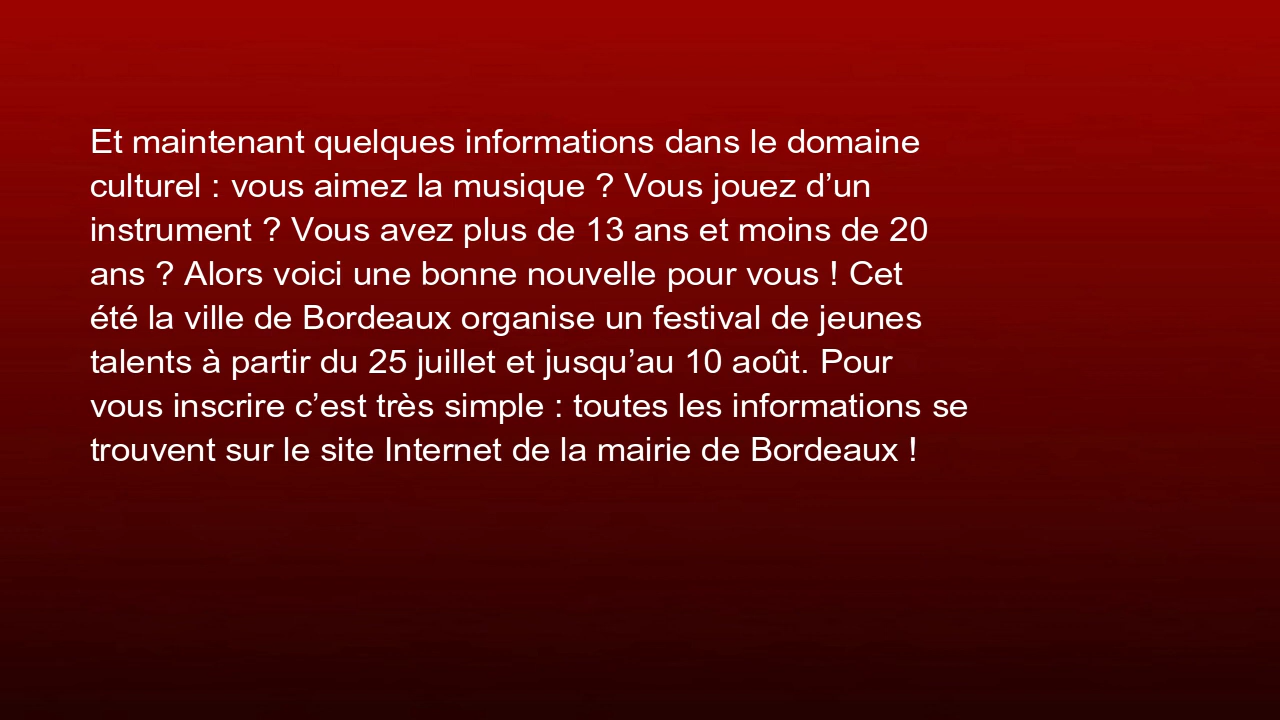 Et maintenant quelques informations dans le domaine
culturel : vous aimez la musique ? Vous jouez d’un
instrument ? Vous avez plus de 13 ans et moins de 20
ans ? Alors voici une bonne nouvelle pour vous ! Cet
été la ville de Bordeaux organise un festival de jeunes
talents à partir du 25 juillet et jusqu’au 10 août. Pour
vous inscrire c’est très simple : toutes les informations se
trouvent sur le site Internet de la mairie de Bordeaux !